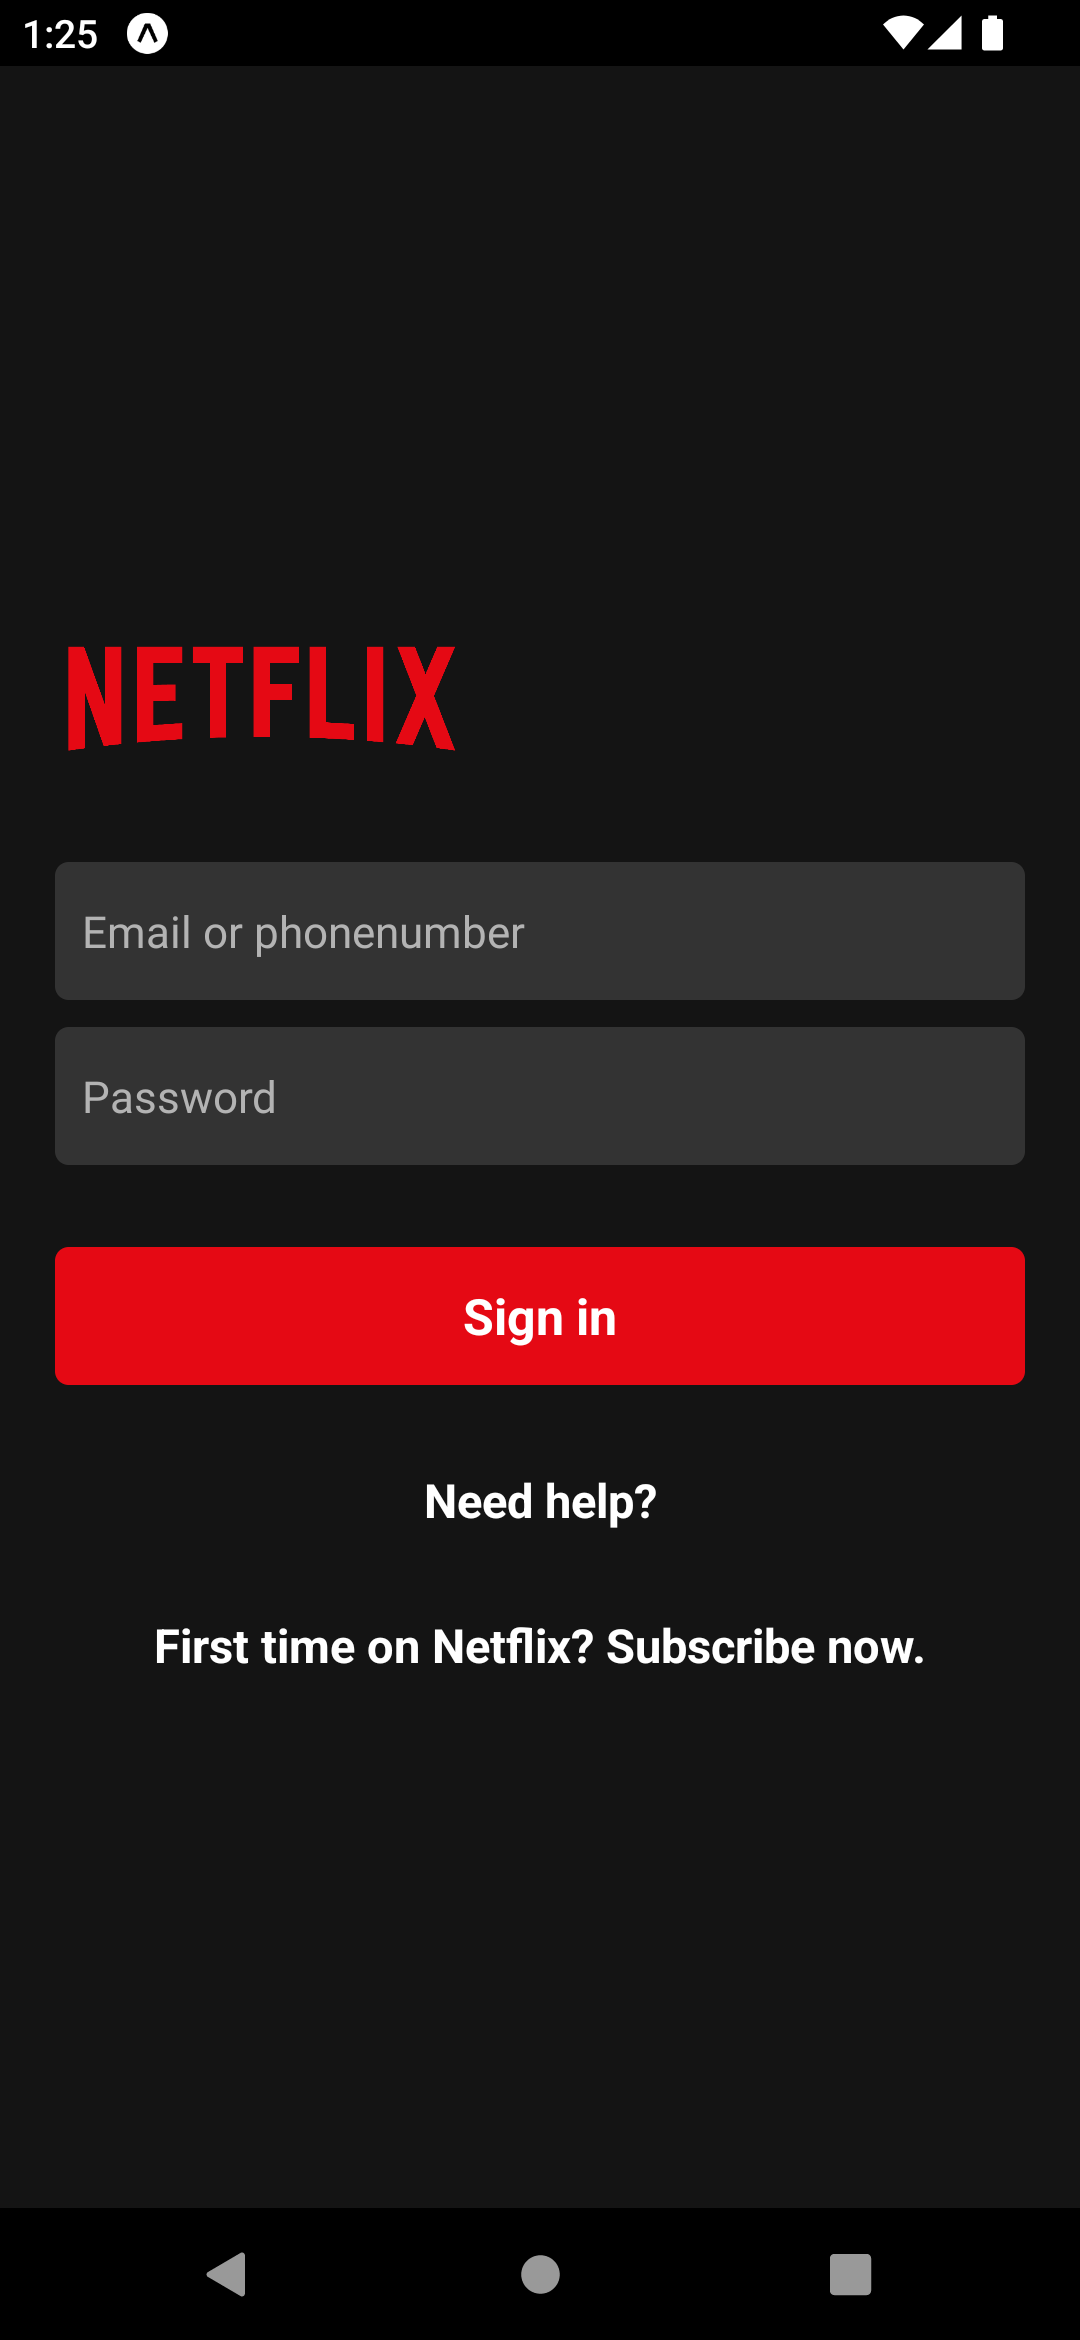 1:25
NETFLIX
Email or phonenumber
Password
Sign in
Need help?
First time on Netflix? Subscribe now.